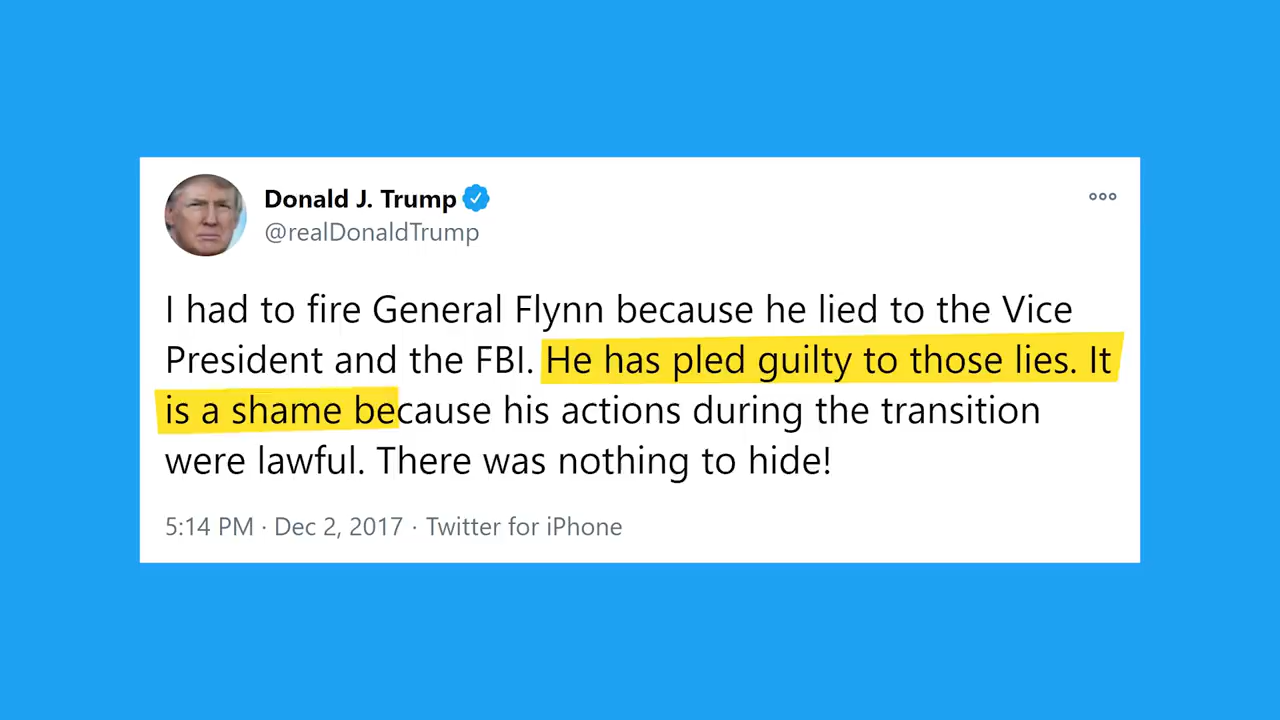 Donald J. Trump
@realDonaldTrump
I had to fire General Flynn because he lied to the Vice
President and the FBI. He has pled guilty to those lies. It
is a shame because his actions during the transition
were lawful. There was nothing to hide!
5:14 PM · Dec 2, 2017 · Twitter for iPhone